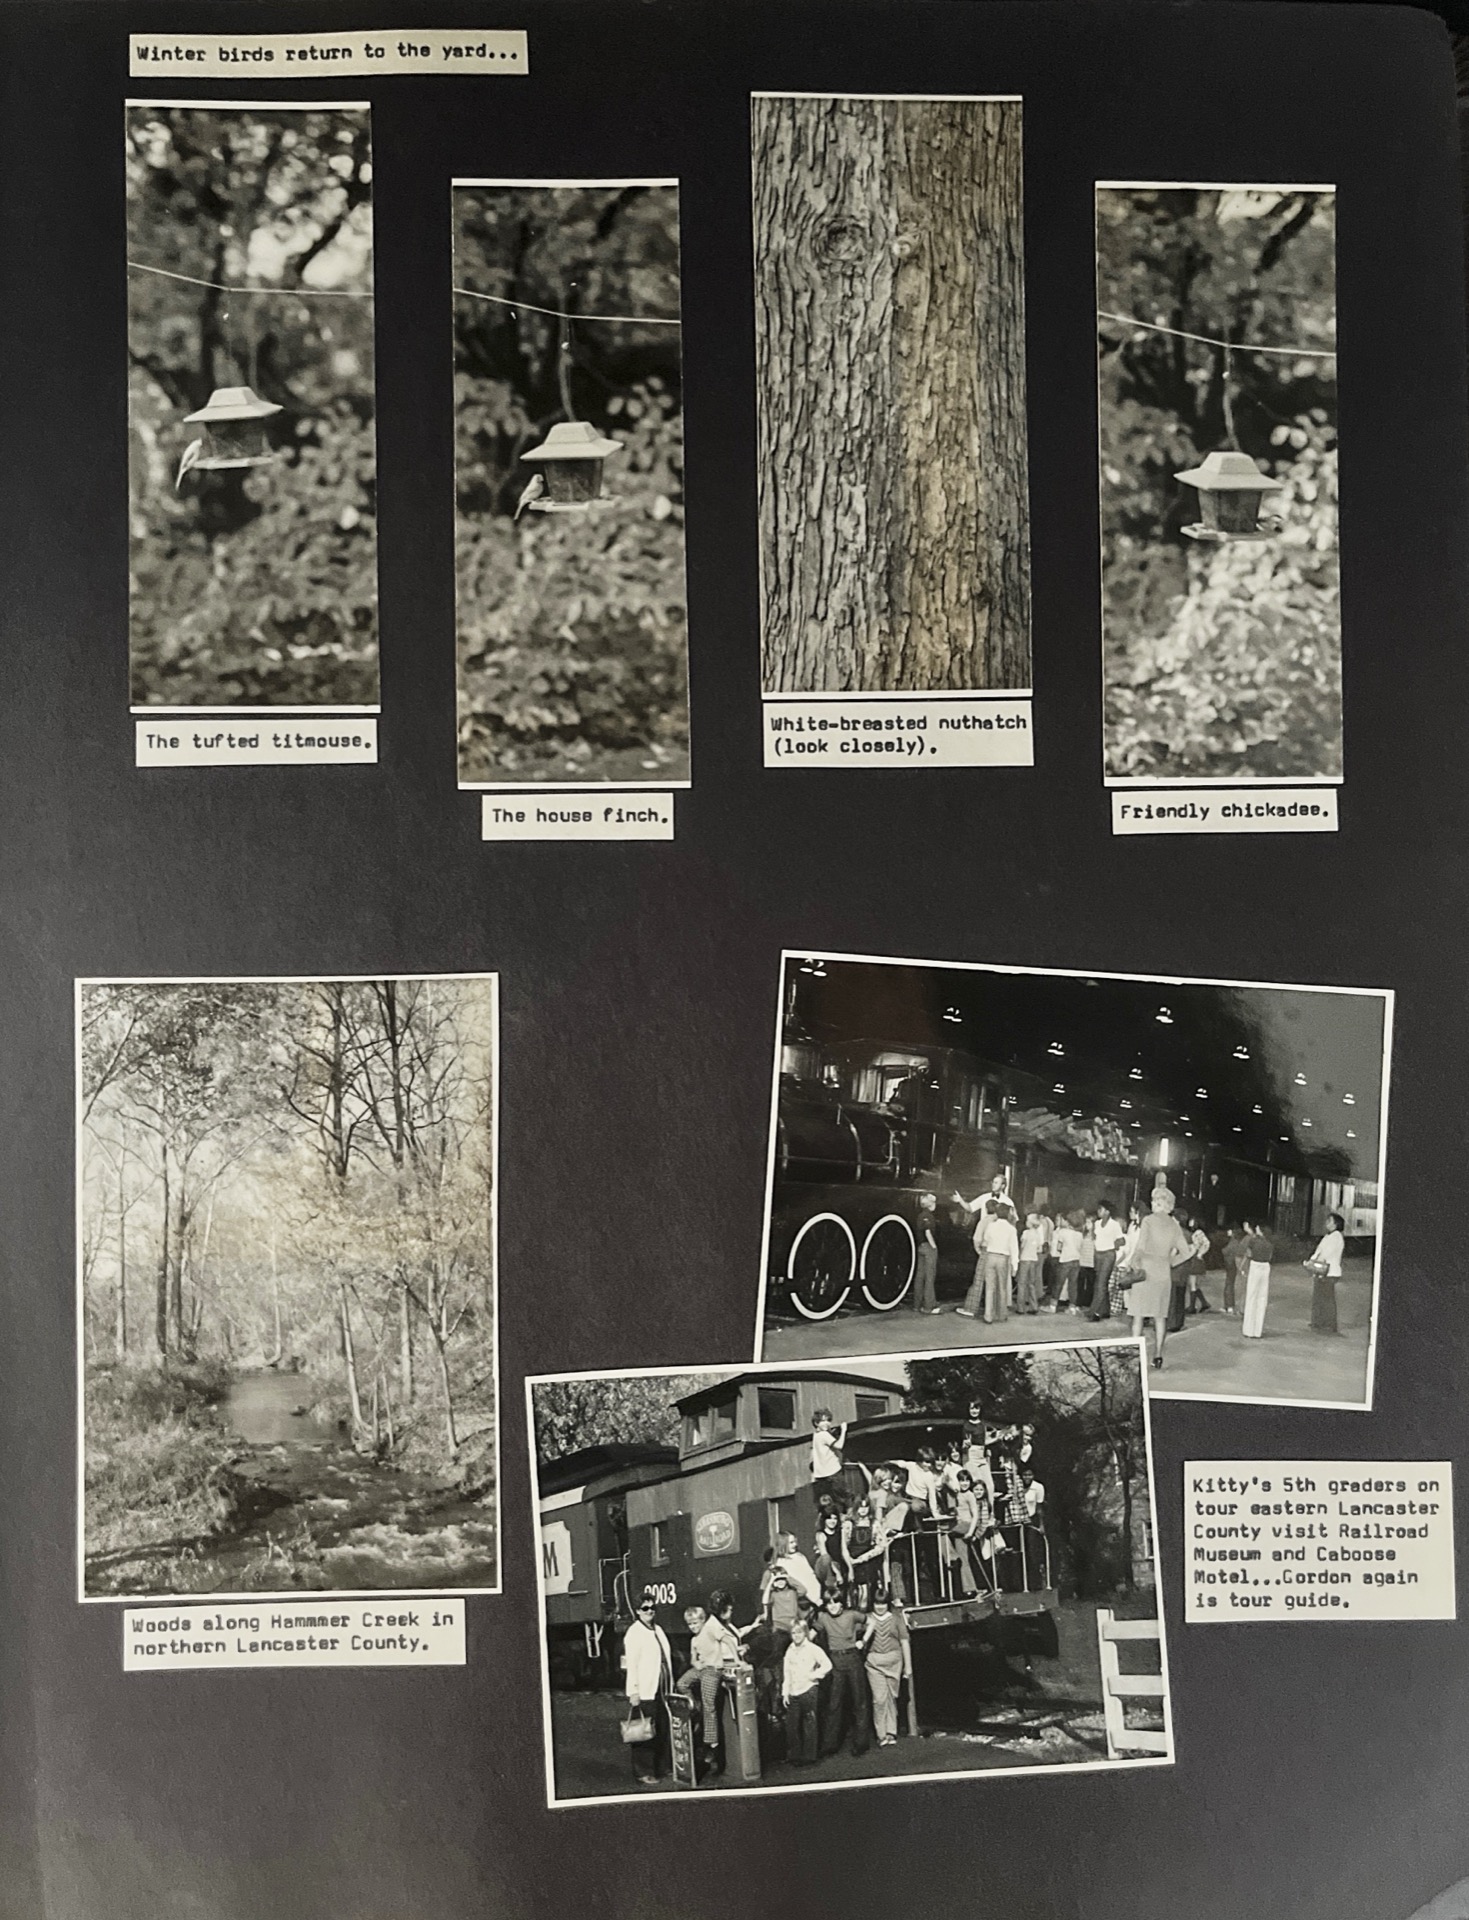 Winter birds return to the yard...
The tufted titmouse.
The house finch.
White-breasted nuthatch
(look closely).
Friendly chickadee.
Woods along Hammmer Creek in
northern Lancaster County.
Kitty's 5th graders on
tour eastern Lancaster
County visit Railroad
Museum and Caboose
Motel...Gordon again
is tour guide.
M